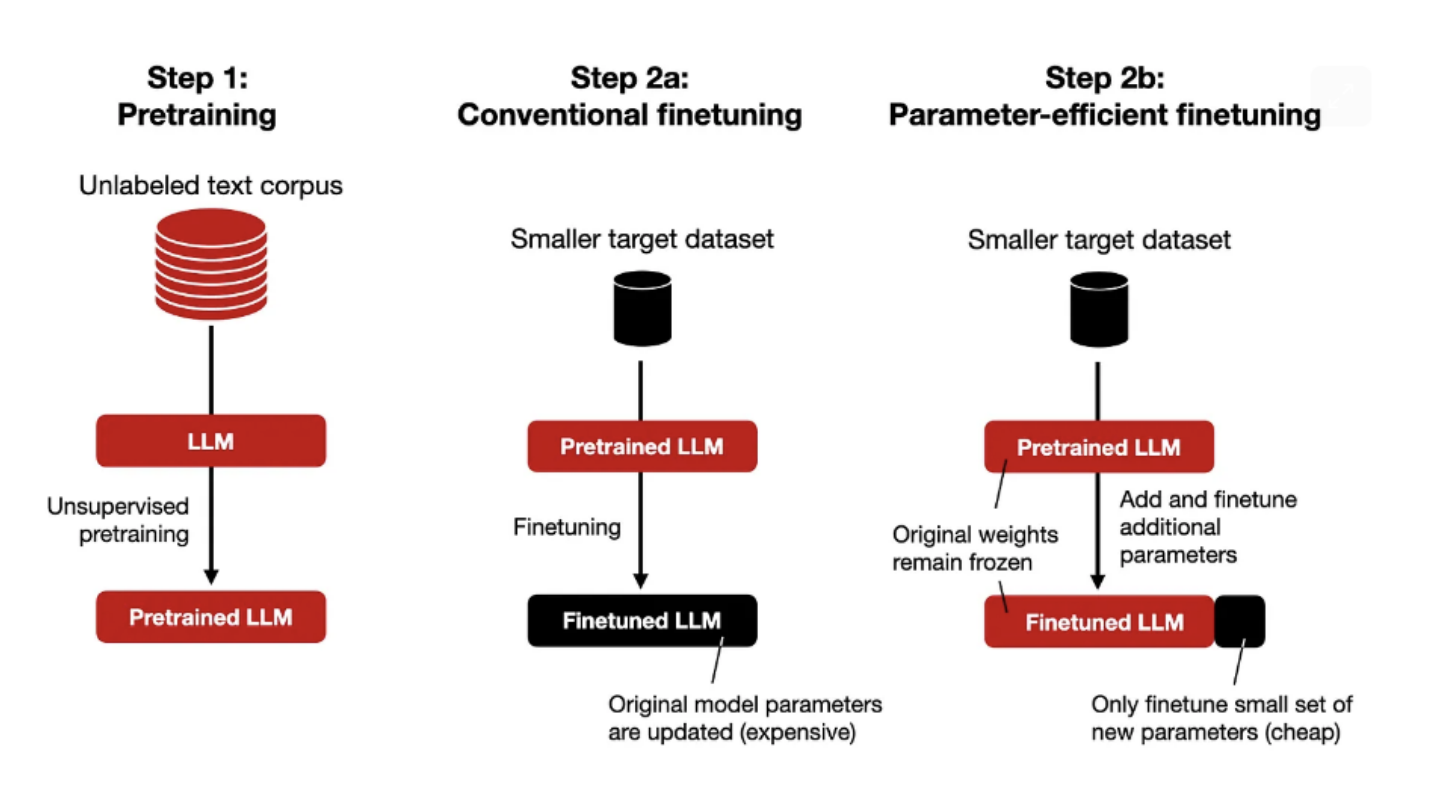 Step 1:
Pretraining
Unlabeled text corpus
LLM
Unsupervised
pretraining
Pretrained LLM
Step 2a:
Conventional finetuning
Smaller target dataset
Pretrained LLM
Finetuning
Finetuned LLM
Original model parameters
are updated (expensive)
Step 2b:
Parameter-efficient finetuning
Smaller target dataset
Pretrained LLM
Original weights
remain frozen
Add and finetune
additional
parameters
Finetuned LLM
Only finetune small set of
new parameters (cheap)